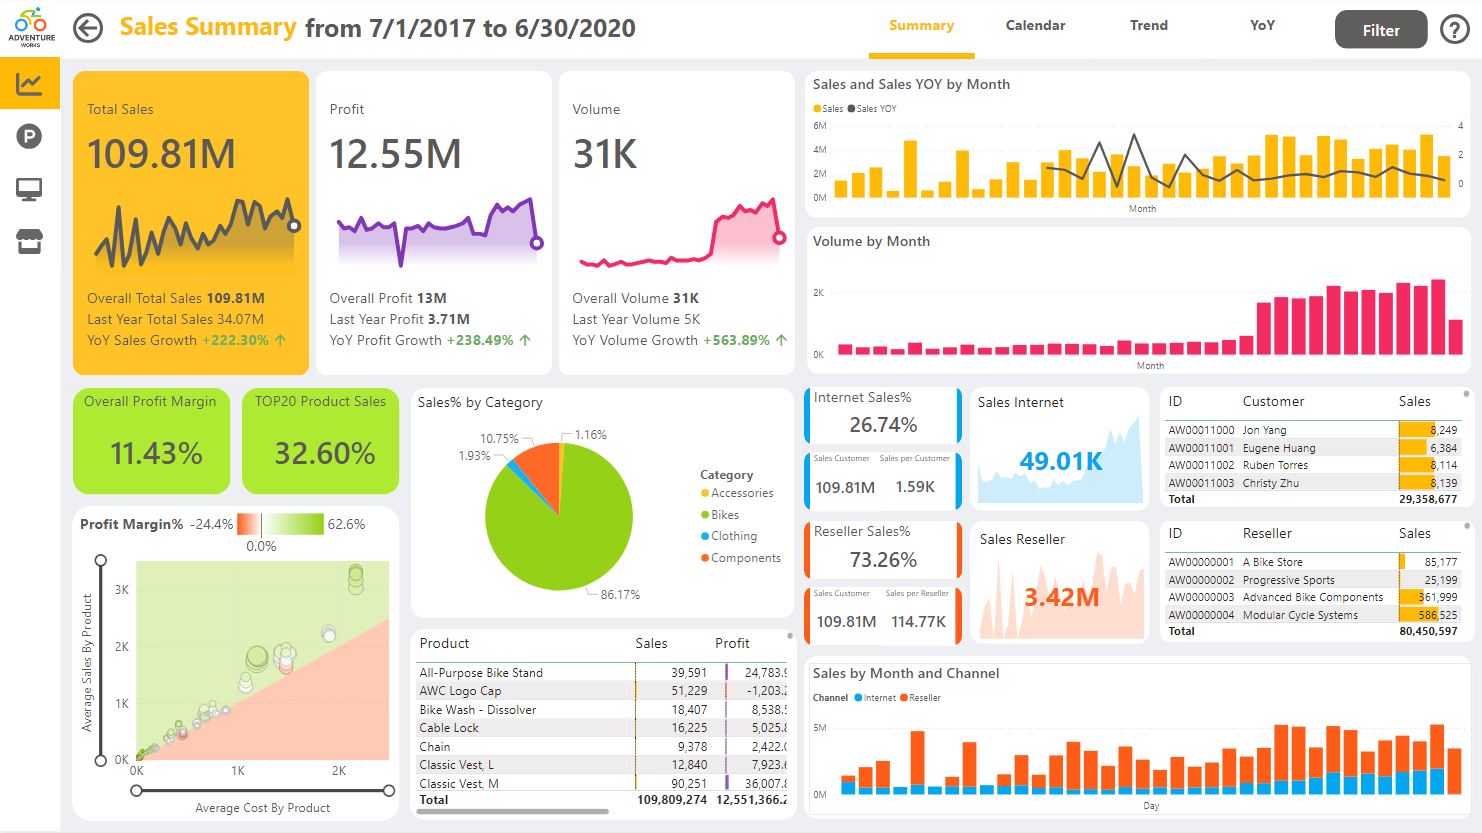 ADVENTURE
WORKS
Sales Summary from 7/1/2017 to 6/30/2020
Summary
Calendar
Trend
YoY
Filter
?
P
Total Sales
109.81M
Overall Total Sales 109.81M
Last Year Total Sales 34.07M
YoY Sales Growth +222.30% ↑
Profit
12.55M
Overall Profit 13M
Last Year Profit 3.71M
YoY Profit Growth +238.49% ↑
Volume
31K
Overall Volume 31K
Last Year Volume 5K
YoY Volume Growth +563.89% ↑
Sales and Sales YOY by Month
Sales Sales YOY
6M
4M
2M
0M
4
2
0
Month
Volume by Month
2K
0K
Month
Overall Profit Margin
11.43%
TOP20 Product Sales
32.60%
Profit Margin% -24.4% 62.6%
0.0%
Average Sales By Product
3K
2K
1K
0K
0K 1K 2K
Average Cost By Product
Sales% by Category
10.75%
1.16%
1.93%
86.17%
Category
Accessories
Bikes
Clothing
Components
Product Sales Profit
All-Purpose Bike Stand 39,591 24,783.9
AWC Logo Cap 51,229 -1,203.2
Bike Wash - Dissolver 18,407 8,538.5
Cable Lock 16,225 5,025.8
Chain 9,378 2,422.0
Classic Vest, L 12,840 7,923.6
Classic Vest, M 90,251 36,007.8
Total 109,809,274 12,551,366.2
Internet Sales%
26.74%
Sales Customer Sales per Customer
109.81M 1.59K
Sales Internet
49.01K
ID Customer Sales
AW00011000 Jon Yang 8,249
AW00011001 Eugene Huang 6,384
AW00011002 Ruben Torres 8,114
AW00011003 Christy Zhu 8,139
Total 29,358,677
Reseller Sales%
73.26%
Sales Customer Sales per Reseller
109.81M 114.77K
Sales Reseller
3.42M
ID Reseller Sales
AW00000001 A Bike Store 85,177
AW00000002 Progressive Sports 25,199
AW00000003 Advanced Bike Components 361,999
AW00000004 Modular Cycle Systems 586,525
Total 80,450,597
Sales by Month and Channel
Channel Internet Reseller
5M
0M
Day